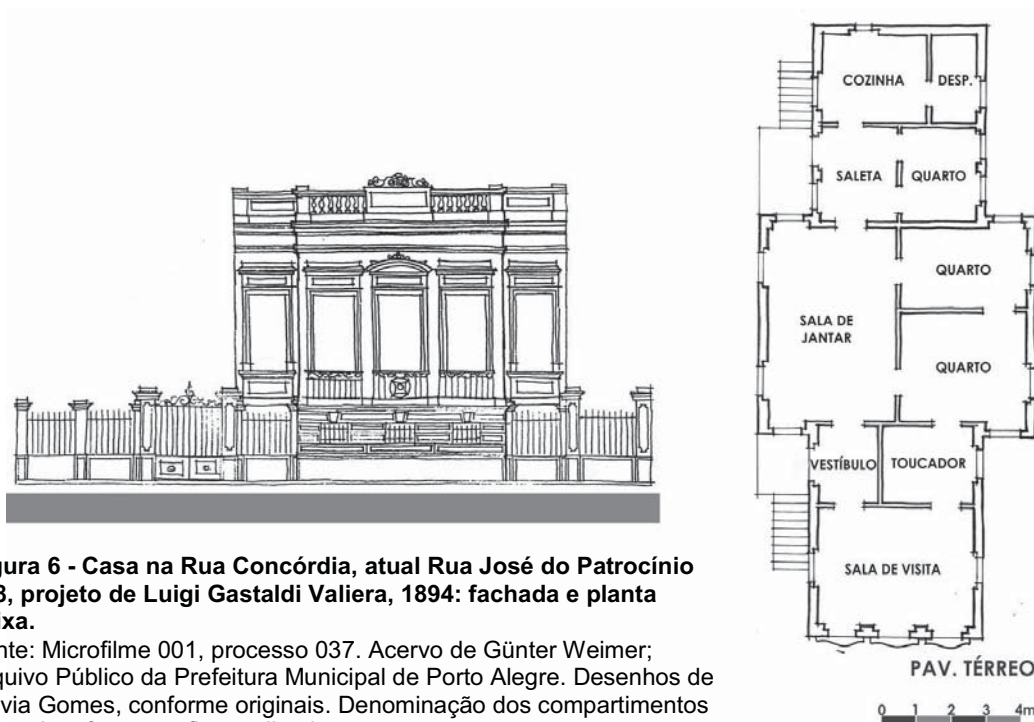 COZINHA
DESP.
SALETA
QUARTO
QUARTO
SALA DE
JANTAR
QUARTO
VESTÍBULO
TOUCADOR
SALA DE VISITA
PAV. TÉRREO
0 1 2 3 4m
gura 6 - Casa na Rua Concórdia, atual Rua José do Patrocínio
8, projeto de Luigi Gastaldi Valiera, 1894: fachada e planta
ixa.
nte: Microfilme 001, processo 037. Acervo de Günter Weimer;
quivo Público da Prefeitura Municipal de Porto Alegre. Desenhos de
via Gomes, conforme originais. Denominação dos compartimentos